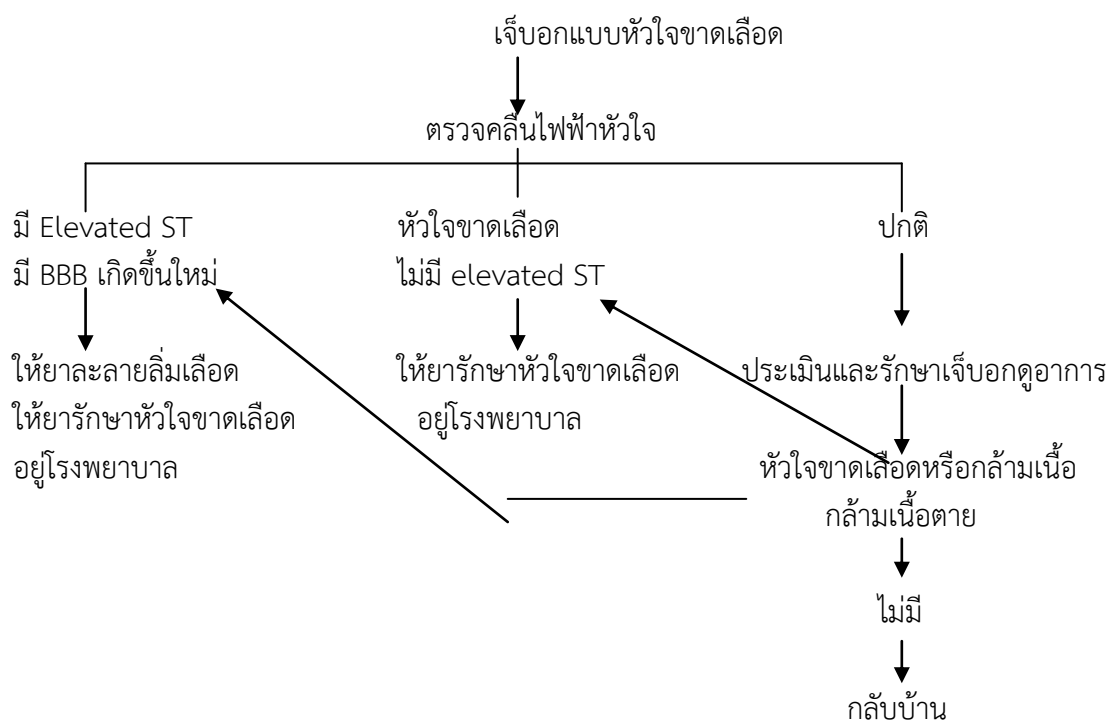 เจ็บอกแบบหัวใจขาดเลือด
ตรวจคลื่นไฟฟ้าหัวใจ
มี Elevated ST
มี BBB เกิดขึ้นใหม่
ให้ยาละลายลิ่มเลือด
ให้ยารักษาหัวใจขาดเลือด
อยู่โรงพยาบาล
หัวใจขาดเลือด
ไม่มี elevated ST
ให้ยารักษาหัวใจขาดเลือด
อยู่โรงพยาบาล
ปกติ
ประเมินและรักษาเจ็บอกดูอาการ
หัวใจขาดเลือดหรือกล้ามเนื้อ
กล้ามเนื้อตาย
ไม่มี
กลับบ้าน